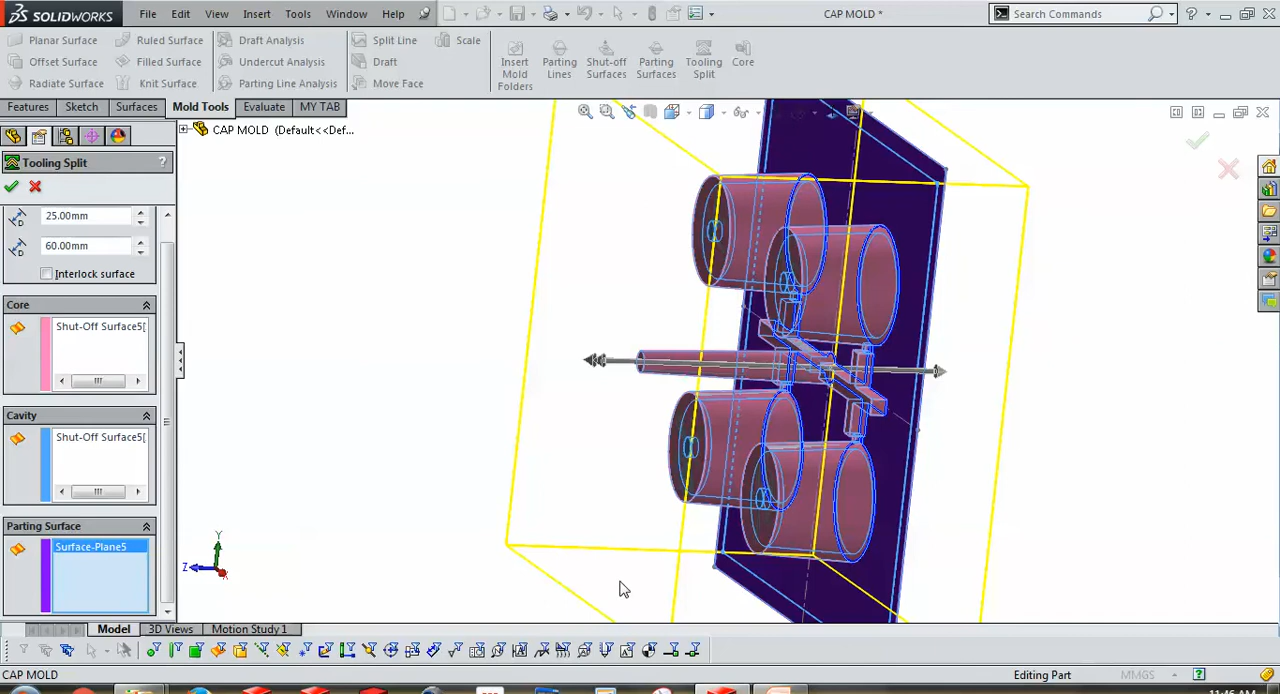 SOLIDWORKS File Edit View Insert Tools Window Help CAP MOLD * Search Commands
Planar Surface Ruled Surface Draft Analysis Split Line Scale
Offset Surface Filled Surface Undercut Analysis Draft
Radiate Surface Knit Surface Parting Line Analysis Move Face
Insert Mold Folders
Parting Lines
Shut-off Surfaces
Parting Surfaces
Tooling Split
Core
Features Sketch Surfaces Mold Tools Evaluate MY TAB
CAP MOLD (Default<<Def...
Tooling Split ?
25.00mm
60.00mm
Interlock surface
Core
Shut-Off Surface5[
Cavity
Shut-Off Surface5[
Parting Surface
Surface-Plane5
Y
Z
X
Model 3D Views Motion Study 1
CAP MOLD Editing Part MMGS
11:46 AM